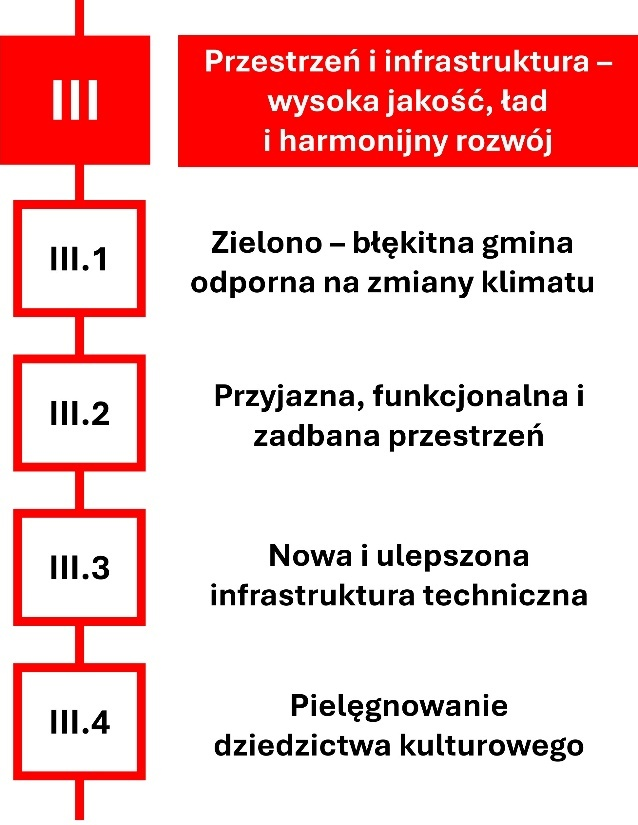 III
Przestrzeń i infrastruktura –
wysoka jakość, ład
i harmonijny rozwój
III.1
Zielono – błękitna gmina
odporna na zmiany klimatu
III.2
Przyjazna, funkcjonalna i
zadbana przestrzeń
III.3
Nowa i ulepszona
infrastruktura techniczna
III.4
Pielęgnowanie
dziedzictwa kulturowego